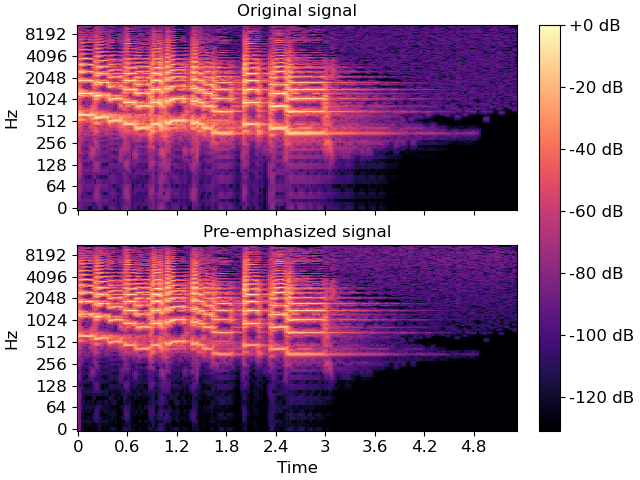 Original signal
8192
4096
2048
1024
512
256
128
64
0
Hz
Pre-emphasized signal
8192
4096
2048
1024
512
256
128
64
0
Hz
0 0.6 1.2 1.8 2.4 3 3.6 4.2 4.8
Time
+0 dB
-20 dB
-40 dB
-60 dB
-80 dB
-100 dB
-120 dB